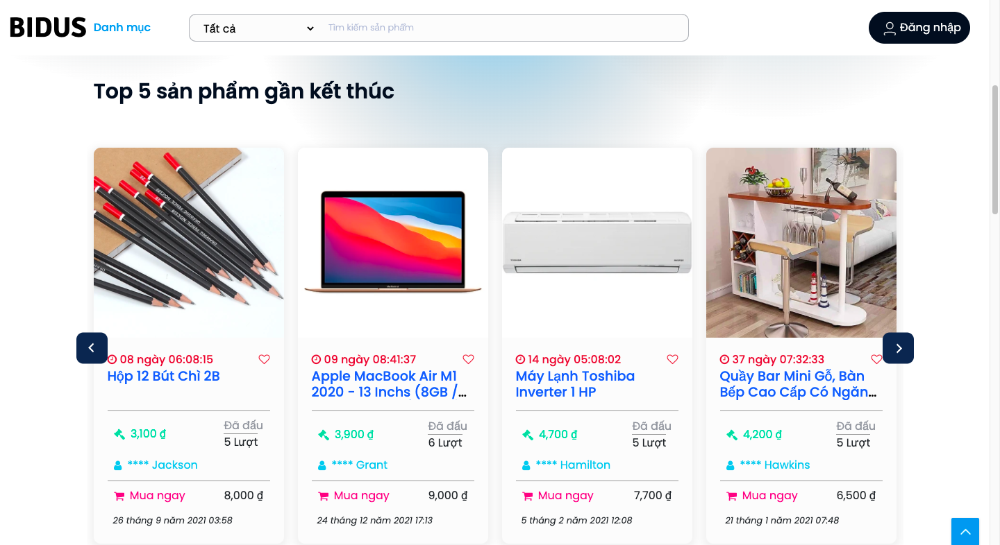 BIDUS Danh mục Tất cả Tìm kiếm sản phẩm Đăng nhập
Top 5 sản phẩm gần kết thúc
08 ngày 06:08:15
Hộp 12 Bút Chì 2B
3,100 ₫
Đã đấu
5 Lượt
**** Jackson
Mua ngay 8,000 ₫
26 tháng 9 năm 2021 03:58
09 ngày 08:41:37
Apple MacBook Air M1
2020 - 13 Inchs (8GB /...
3,900 ₫
Đã đấu
6 Lượt
**** Grant
Mua ngay 9,000 ₫
24 tháng 12 năm 2021 17:13
14 ngày 05:08:02
Máy Lạnh Toshiba
Inverter 1 HP
4,700 ₫
Đã đấu
5 Lượt
**** Hamilton
Mua ngay 7,700 ₫
5 tháng 2 năm 2021 12:08
37 ngày 07:32:33
Quầy Bar Mini Gỗ, Bàn
Bếp Cao Cấp Có Ngăn...
4,200 ₫
Đã đấu
5 Lượt
**** Hawkins
Mua ngay 6,500 ₫
21 tháng 1 năm 2021 07:48